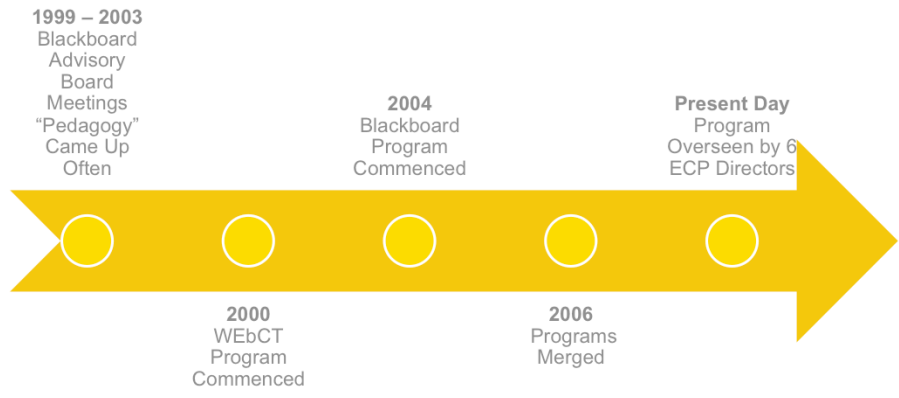 1999 – 2003
Blackboard
Advisory
Board
Meetings
“Pedagogy”
Came Up
Often
2000
WEbCT
Program
Commenced
2004
Blackboard
Program
Commenced
2006
Programs
Merged
Present Day
Program
Overseen by 6
ECP Directors